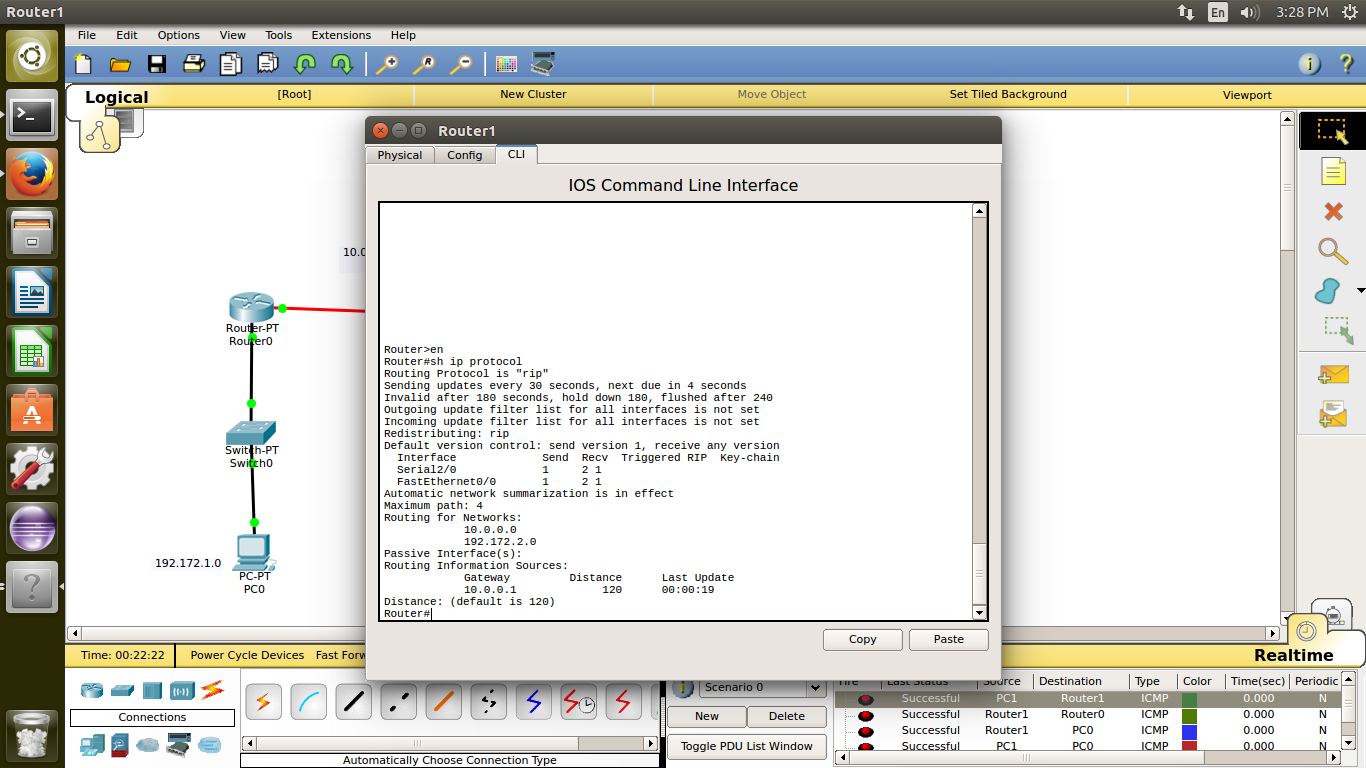 Router1
En
3:28 PM
File Edit Options View Tools Extensions Help
Logical
[Root]
New Cluster
Move Object
Set Tiled Background
Viewport
Router1
Physical Config CLI
IOS Command Line Interface
Router>en
Router#sh ip protocol
Routing Protocol is "rip"
Sending updates every 30 seconds, next due in 4 seconds
Invalid after 180 seconds, hold down 180, flushed after 240
Outgoing update filter list for all interfaces is not set
Incoming update filter list for all interfaces is not set
Redistributing: rip
Default version control: send version 1, receive any version
Interface Send Recv Triggered RIP Key-chain
Serial2/0 1 2 1
FastEthernet0/0 1 2 1
Automatic network summarization is in effect
Maximum path: 4
Routing for Networks:
10.0.0.0
192.172.2.0
Passive Interface(s):
Routing Information Sources:
Gateway Distance Last Update
10.0.0.1 120 00:00:19
Distance: (default is 120)
Router#
Copy Paste
10.0
Router-PT
Router0
Switch-PT
Switch0
192.172.1.0
PC-PT
PC0
Time: 00:22:22
Power Cycle Devices Fast Forw
Realtime
Connections
Automatically Choose Connection Type
Scenario 0
New Delete
Toggle PDU List Window
Fire Last Status Source Destination Type Color Time(sec) Periodic
Successful PC1 Router1 ICMP 0.000 N
Successful Router1 Router0 ICMP 0.000 N
Successful Router1 PC0 ICMP 0.000 N
Successful PC1 PC0 ICMP 0.000 N